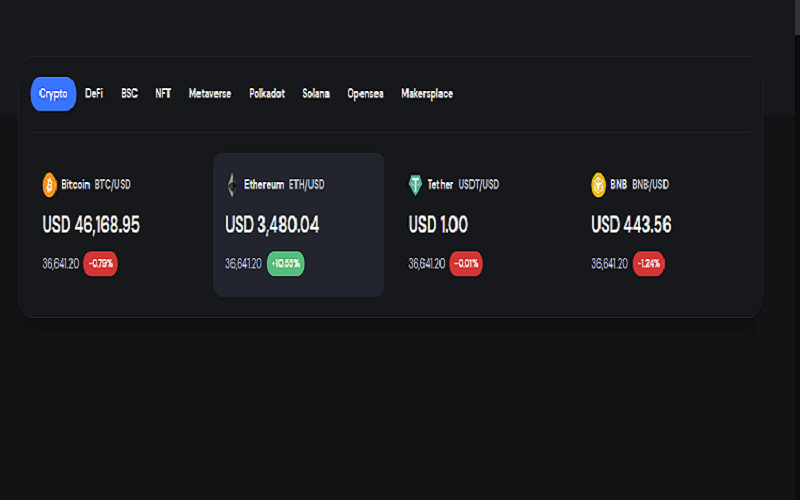 Crypto DeFi BSC NFT Metaverse Polkadot Solana Opensea Makersplace
Bitcoin BTC/USD Ethereum ETH/USD Tether USDT/USD BNB BNB/USD
USD 46,168.95 USD 3,480.04 USD 1.00 USD 443.56
36,641.20 -0.79% 36,641.20 +10.55% 36,641.20 -0.01% 36,641.20 -1.24%